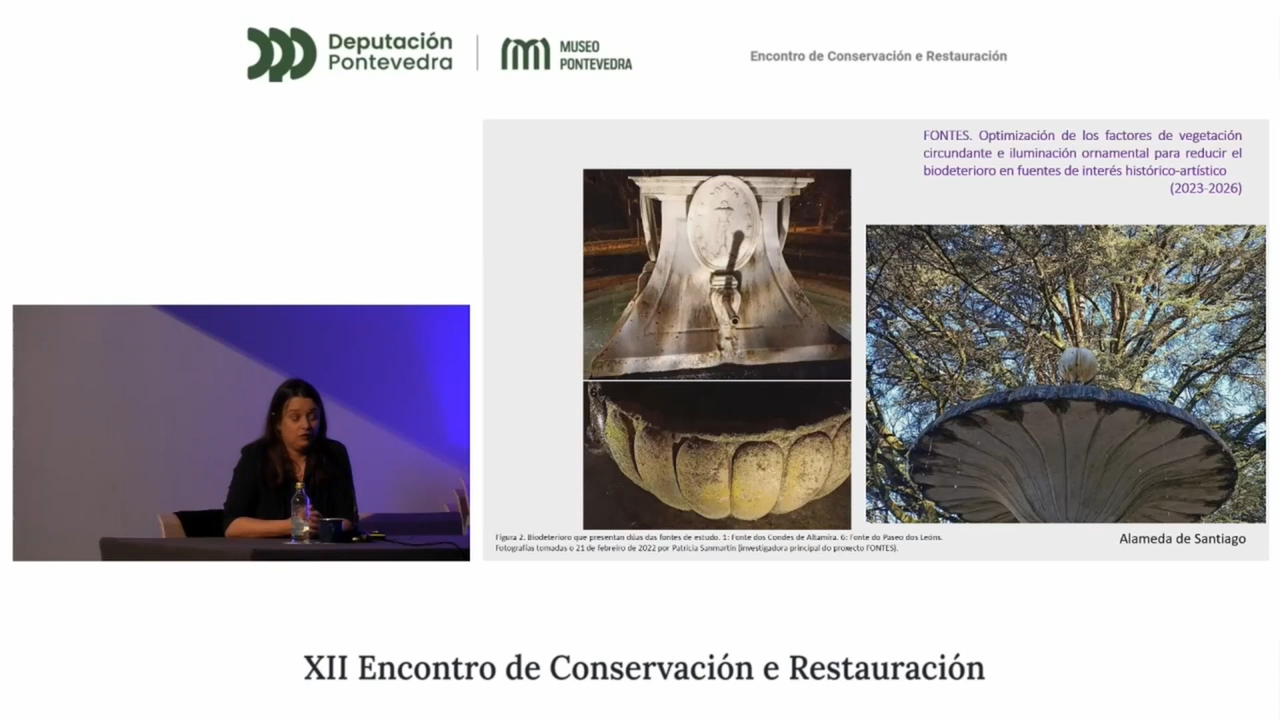 Deputación
Pontevedra
MUSEO
PONTEVEDRA
Encontro de Conservación e Restauración
FONTES. Optimización de los factores de vegetación
circundante e iluminación ornamental para reducir el
biodeterioro en fuentes de interés histórico-artístico
(2023-2026)
Figura 2. Biodeterioro que presentan dúas das fontes de estudo. 1: Fonte dos Condes de Altamira. 6: Fonte do Paseo dos Leóns.
Fotografías tomadas o 21 de febreiro de 2022 por Patricia Sanmartín (investigadora principal do proxecto FONTES).
Alameda de Santiago
XII Encontro de Conservación e Restauración